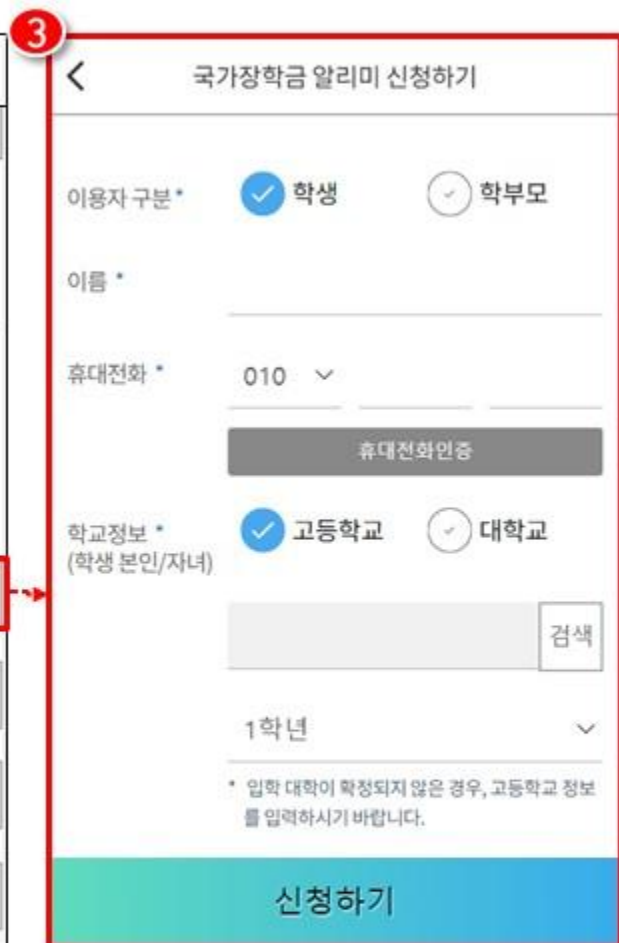 3
국가장학금 알리미 신청하기
이용자 구분 * 학생 학부모
이름 *
휴대전화 * 010
휴대전화인증
학교정보 * 고등학교 대학교
(학생 본인/자녀)
검색
1학년
* 입학 대학이 확정되지 않은 경우, 고등학교 정보
를 입력하시기 바랍니다.
신청하기